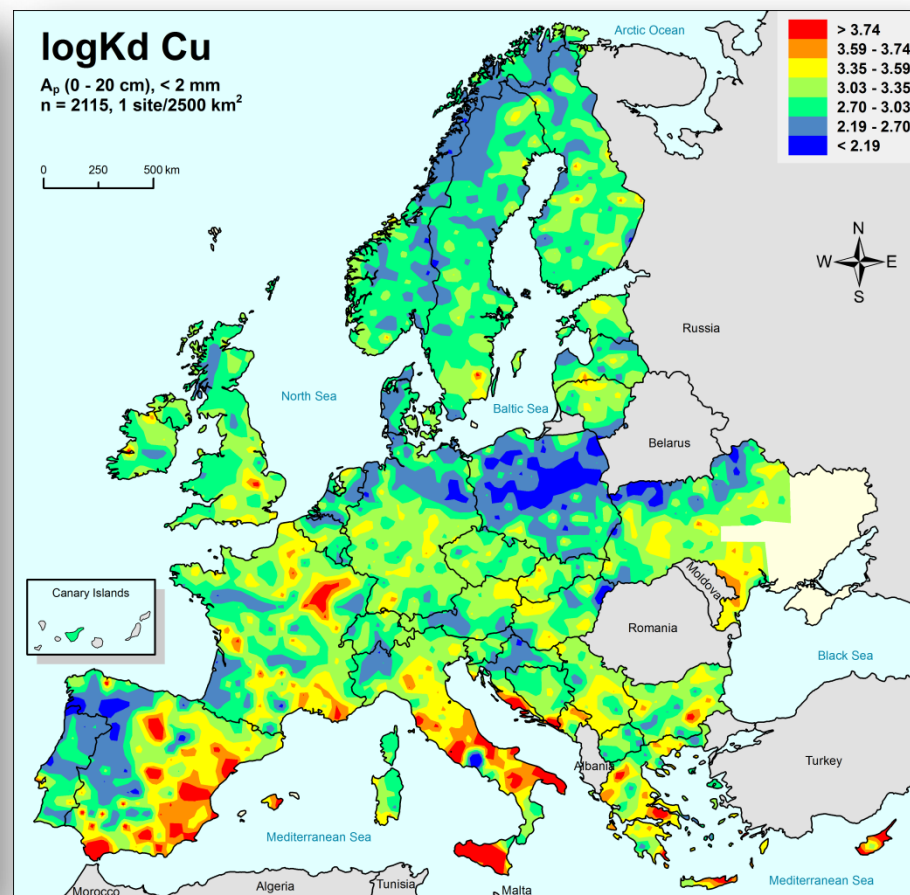 logKd Cu
Aₚ (0 - 20 cm), < 2 mm
n = 2115, 1 site/2500 km²
0 250 500 km
> 3.74
3.59 - 3.74
3.35 - 3.59
3.03 - 3.35
2.70 - 3.03
2.19 - 2.70
< 2.19
Arctic Ocean
N
W E
S
Russia
North Sea
Baltic Sea
Belarus
Canary Islands
Moldova
Romania
Black Sea
Albania
Turkey
Mediterranean Sea
Mediterranean Sea
Morocco
Algeria
Tunisia
Malta